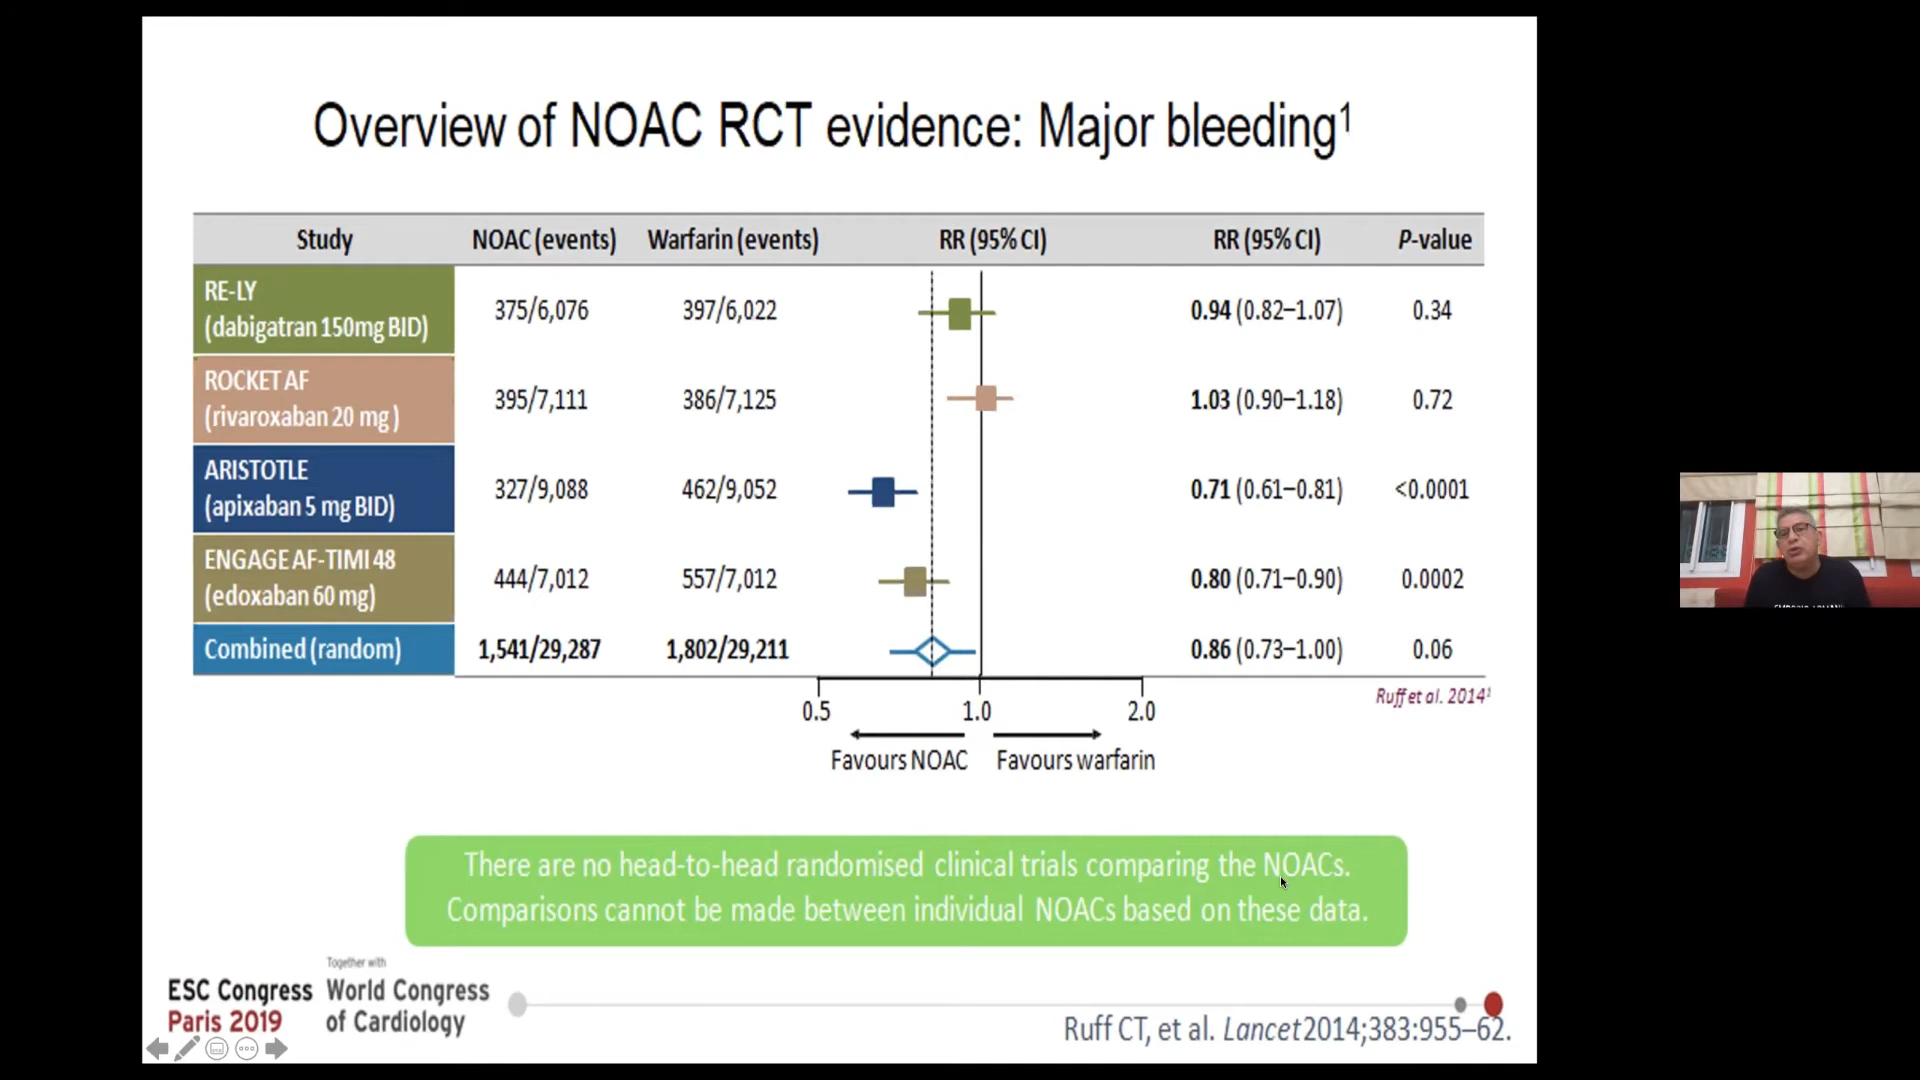 Overview of NOAC RCT evidence: Major bleeding¹
Study NOAC (events) Warfarin (events) RR (95% CI) RR (95% CI) P-value
RE-LY
(dabigatran 150mg BID) 375/6,076 397/6,022 0.94 (0.82–1.07) 0.34
ROCKET AF
(rivaroxaban 20 mg ) 395/7,111 386/7,125 1.03 (0.90–1.18) 0.72
ARISTOTLE
(apixaban 5 mg BID) 327/9,088 462/9,052 0.71 (0.61–0.81) <0.0001
ENGAGE AF-TIMI 48
(edoxaban 60 mg) 444/7,012 557/7,012 0.80 (0.71–0.90) 0.0002
Combined (random) 1,541/29,287 1,802/29,211 0.86 (0.73–1.00) 0.06
Ruff et al. 2014¹
0.5 1.0 2.0
Favours NOAC Favours warfarin
There are no head-to-head randomised clinical trials comparing the NOACs.
Comparisons cannot be made between individual NOACs based on these data.
Together with
ESC Congress World Congress
Paris 2019 of Cardiology
Ruff CT, et al. Lancet 2014;383:955–62.